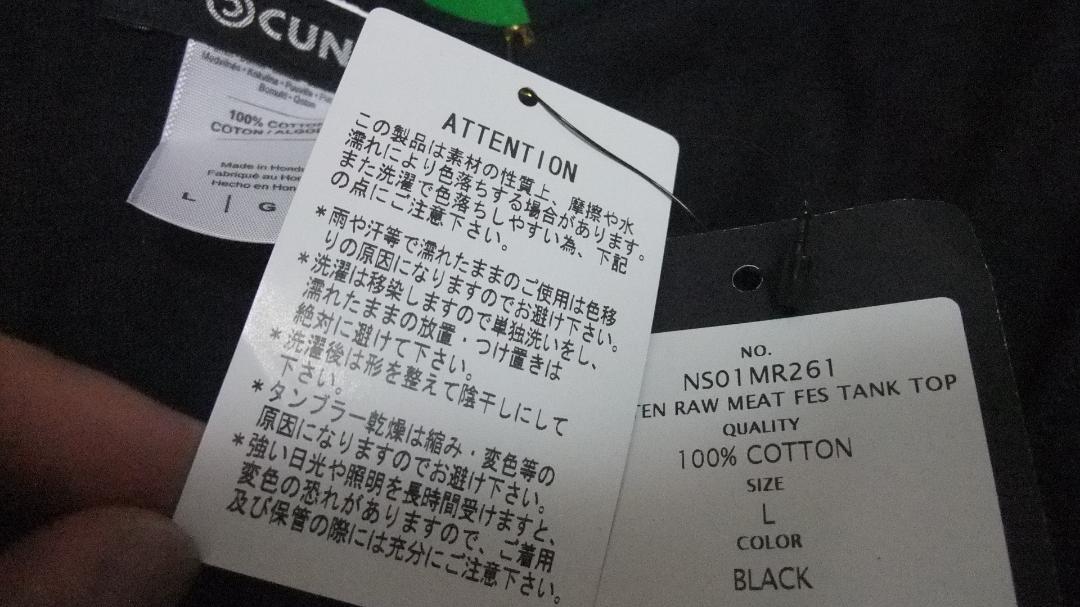 CUN
100% COTTON
Made in Hond
Fabriqué au Hon
Hecho en Hon
L | G
ATTENTION
この製品は素材の性質上、摩擦や水
濡れにより色落ちする場合があります。
また洗濯で色落ちしやすい為、下記
の点にご注意下さい。
*雨や汗等で濡れたままのご使用は色移
りの原因になりますのでお避け下さい。
*洗濯は移染しますので単独洗いをし、
濡れたままの放置・つけ置きは
絶対に避けて下さい。
*洗濯後は形を整えて陰干しにして
下さい。
*タンブラー乾燥は縮み・変色等の
原因になりますのでお避け下さい。
*強い日光や照明を長時間受けますと、
変色の恐れがありますので、ご着用
及び保管の際には充分にご注意下さい。
NO.
NS01MR261
TEN RAW MEAT FES TANK TOP
QUALITY
100% COTTON
SIZE
L
COLOR
BLACK